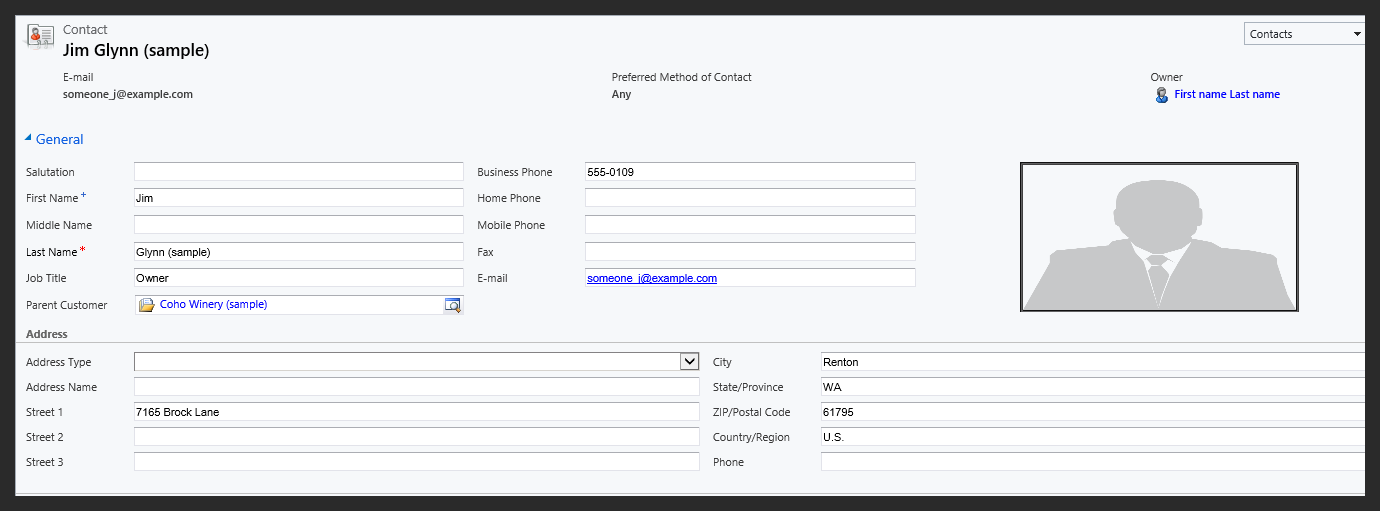 Contact
Contacts
Jim Glynn (sample)
E-mail Preferred Method of Contact Owner
someone_j@example.com Any First name Last name
General
Salutation Business Phone 555-0109
First Name + Jim Home Phone
Middle Name Mobile Phone
Last Name * Glynn (sample) Fax
Job Title Owner E-mail someone_j@example.com
Parent Customer Coho Winery (sample)
Address
Address Type City Renton
Address Name State/Province WA
Street 1 7165 Brock Lane ZIP/Postal Code 61795
Street 2 Country/Region U.S.
Street 3 Phone